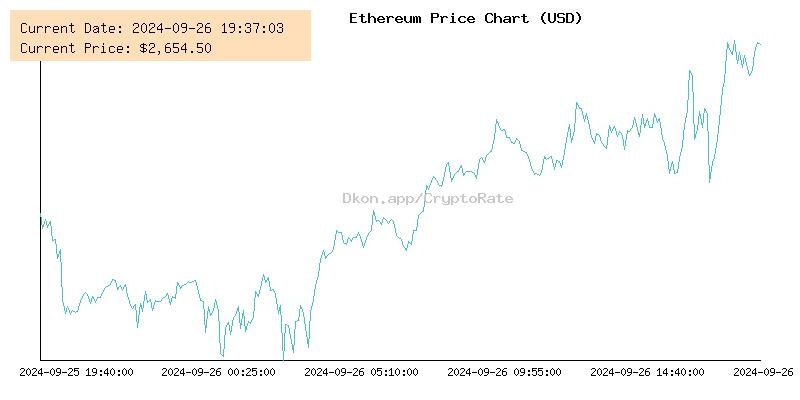 Ethereum Price Chart (USD)
Current Date: 2024-09-26 19:37:03
Current Price: $2,654.50
Dkon.app/CryptoRate
2024-09-25 19:40:00 2024-09-26 00:25:00 2024-09-26 05:10:00 2024-09-26 09:55:00 2024-09-26 14:40:00 2024-09-26